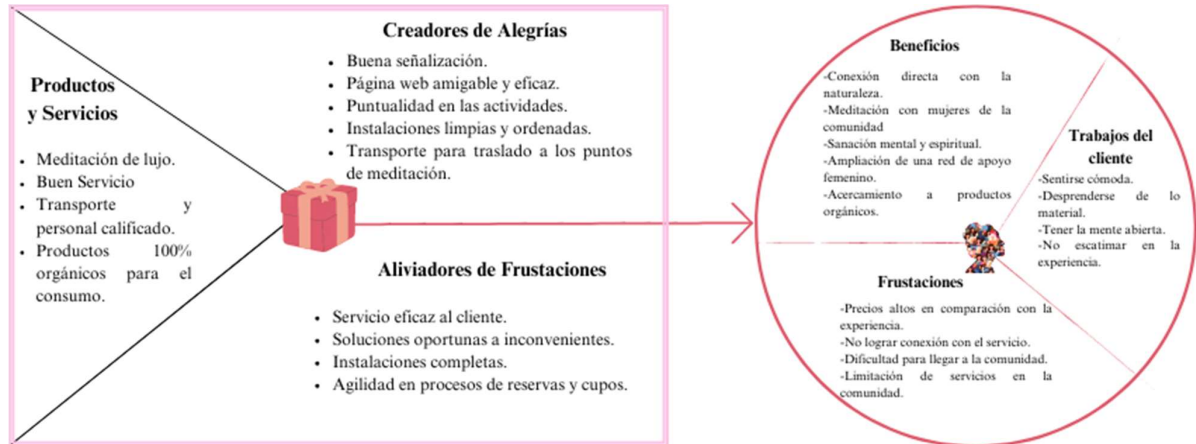 Productos
y Servicios
• Meditación de lujo.
• Buen Servicio
• Transporte y
personal calificado.
• Productos 100%
orgánicos para el
consumo.
Creadores de Alegrías
• Buena señalización.
• Página web amigable y eficaz.
• Puntualidad en las actividades.
• Instalaciones limpias y ordenadas.
• Transporte para traslado a los puntos
de meditación.
Aliviadores de Frustaciones
• Servicio eficaz al cliente.
• Soluciones oportunas a inconvenientes.
• Instalaciones completas.
• Agilidad en procesos de reservas y cupos.
Beneficios
-Conexión directa con la
naturaleza.
-Meditación con mujeres de la
comunidad
-Sanación mental y espiritual.
-Ampliación de una red de apoyo
femenino.
-Acercamiento a productos
orgánicos.
Trabajos del
cliente
-Sentirse cómoda.
-Desprenderse de lo
material.
-Tener la mente abierta.
-No escatimar en la
experiencia.
Frustaciones
-Precios altos en comparación con la
experiencia.
-No lograr conexión con el servicio.
-Dificultad para llegar a la comunidad.
-Limitación de servicios en la
comunidad.